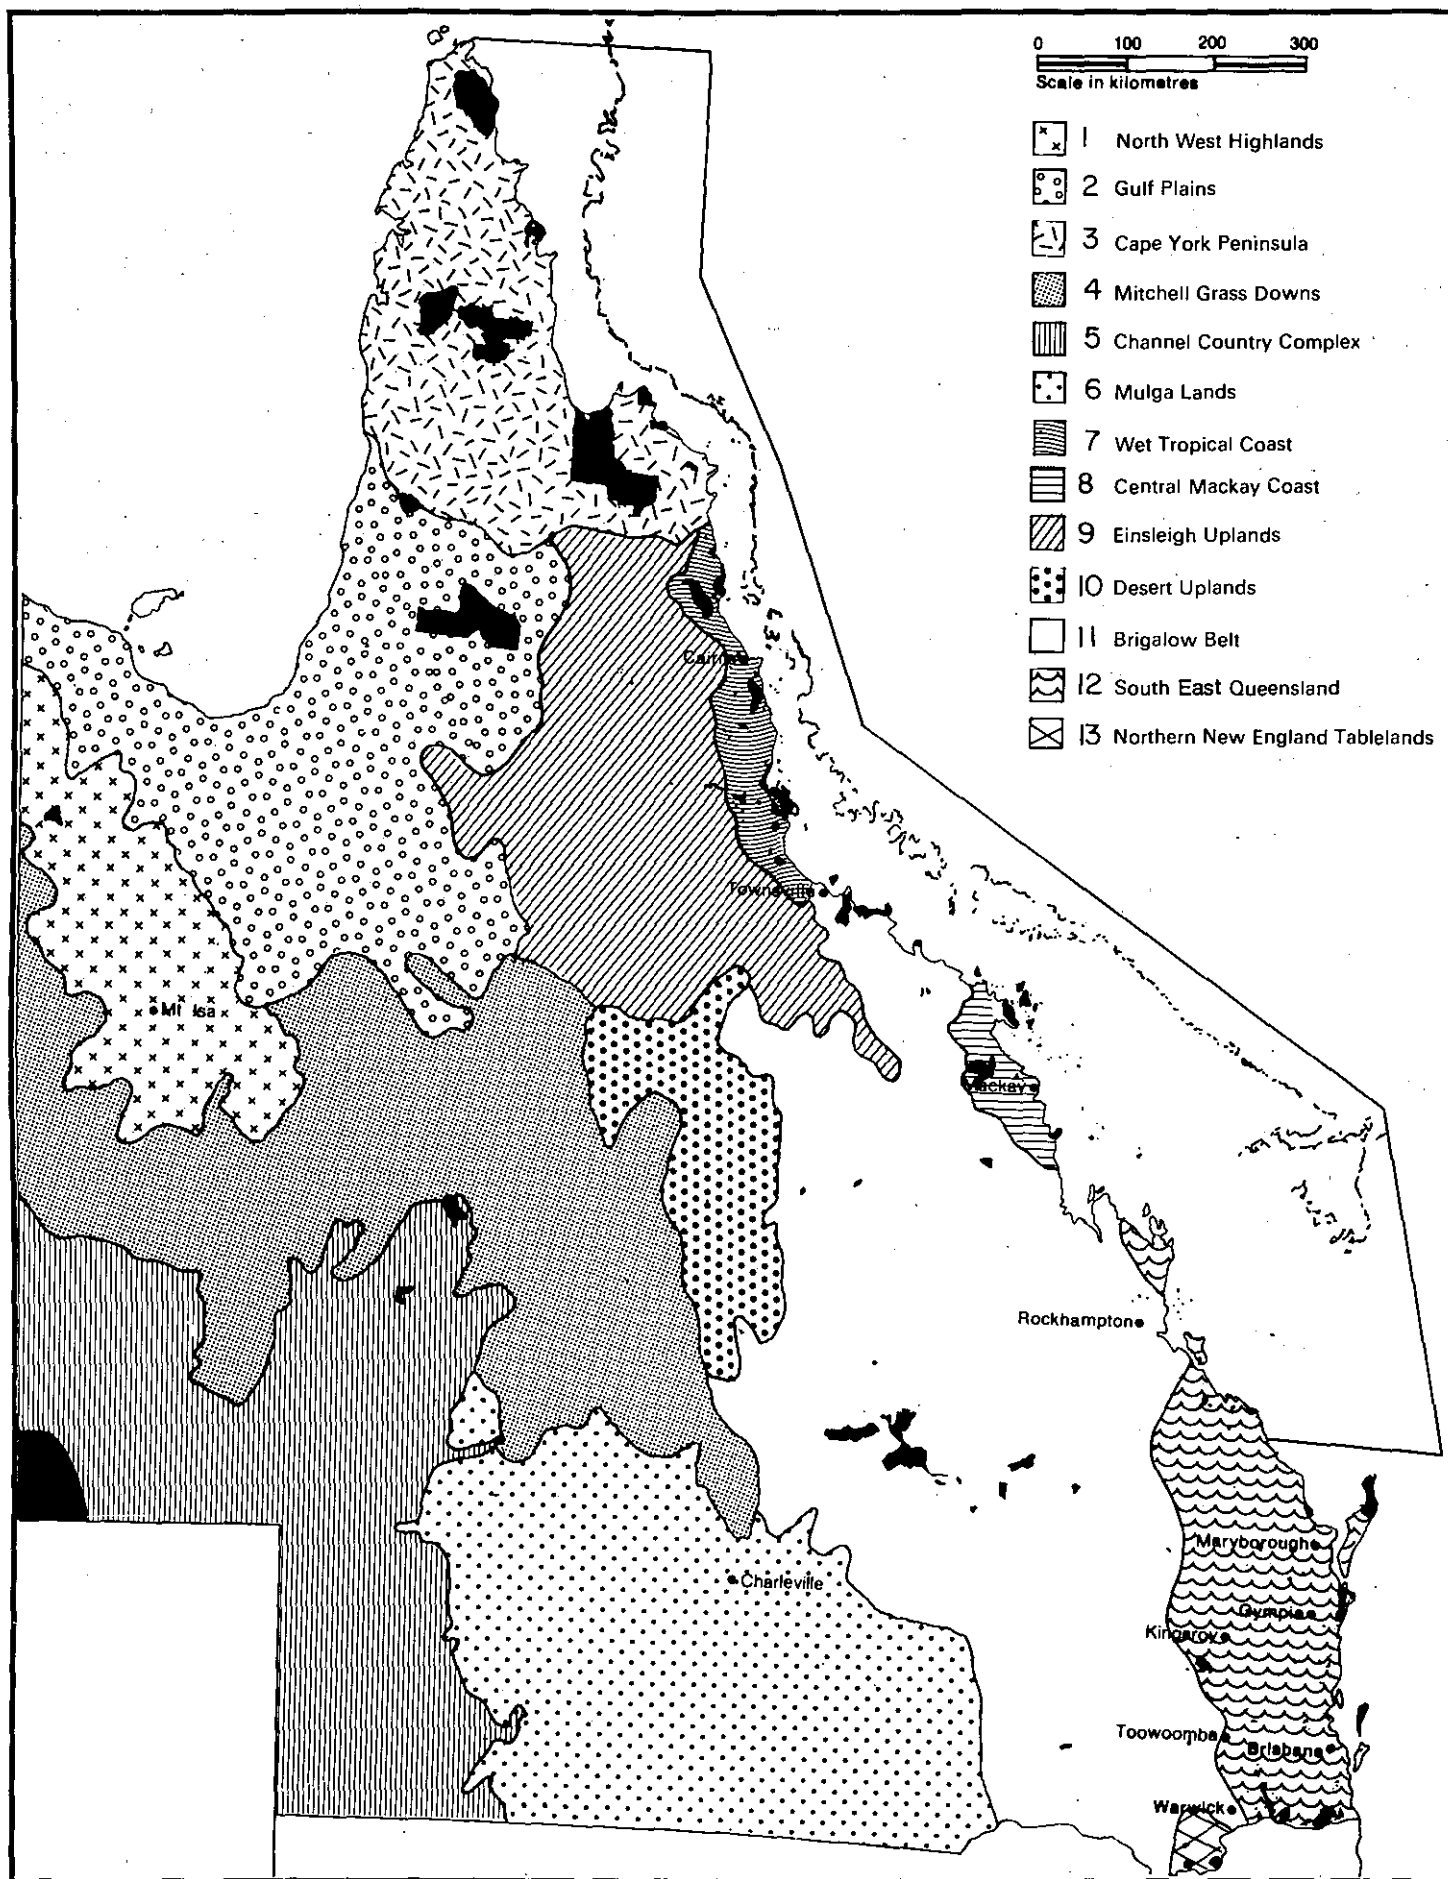 0 100 200 300
Scale in kilometres
1 North West Highlands
2 Gulf Plains
3 Cape York Peninsula
4 Mitchell Grass Downs
5 Channel Country Complex
6 Mulga Lands
7 Wet Tropical Coast
8 Central Mackay Coast
9 Einsleigh Uplands
10 Desert Uplands
11 Brigalow Belt
12 South East Queensland
13 Northern New England Tablelands
Cairns
Townsville
Mt Isa
Mackay
Rockhampton
Maryborough
Charleville
Gympie
Kingaroy
Toowoomba
Brisbane
Warwick